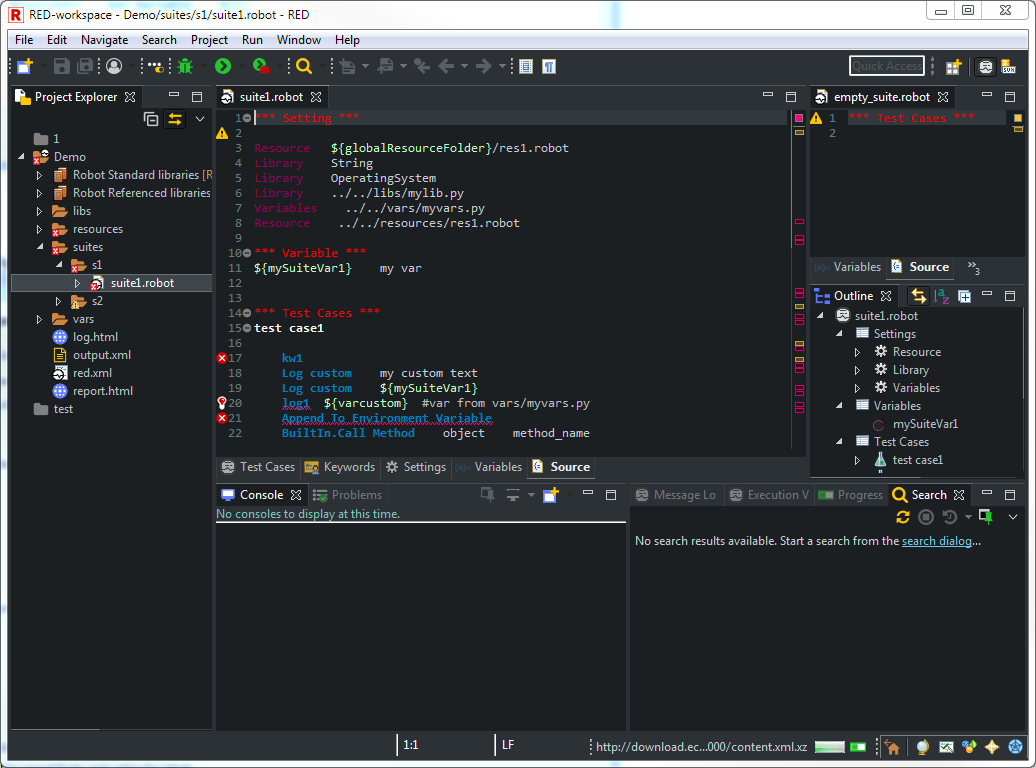 RED-workspace - Demo/suites/s1/suite1.robot - RED
File Edit Navigate Search Project Run Window Help
Quick Access
Project Explorer
1
Demo
Robot Standard libraries [R
Robot Referenced libraries
libs
resources
suites
s1
suite1.robot
s2
vars
log.html
output.xml
red.xml
report.html
test
suite1.robot
1 *** Setting ***
2
3 Resource ${globalResourceFolder}/res1.robot
4 Library String
5 Library OperatingSystem
6 Library ../../libs/mylib.py
7 Variables ../../vars/myvars.py
8 Resource ../../resources/res1.robot
9
10 *** Variable ***
11 ${mySuiteVar1} my var
12
13
14 *** Test Cases ***
15 test case1
16
17 kw1
18 Log custom my custom text
19 Log custom ${mySuiteVar1}
20 log1 ${varcustom} #var from vars/myvars.py
21 Append To Environment Variable
22 BuiltIn.Call Method object method_name
Test Cases Keywords Settings Variables Source
empty_suite.robot
1 *** Test Cases ***
2
Variables Source »3
Outline
suite1.robot
Settings
Resource
Library
Variables
Variables
mySuiteVar1
Test Cases
test case1
Console Problems
No consoles to display at this time.
Message Lo Execution V Progress Search
No search results available. Start a search from the search dialog...
1:1 LF http://download.ec...000/content.xml.xz